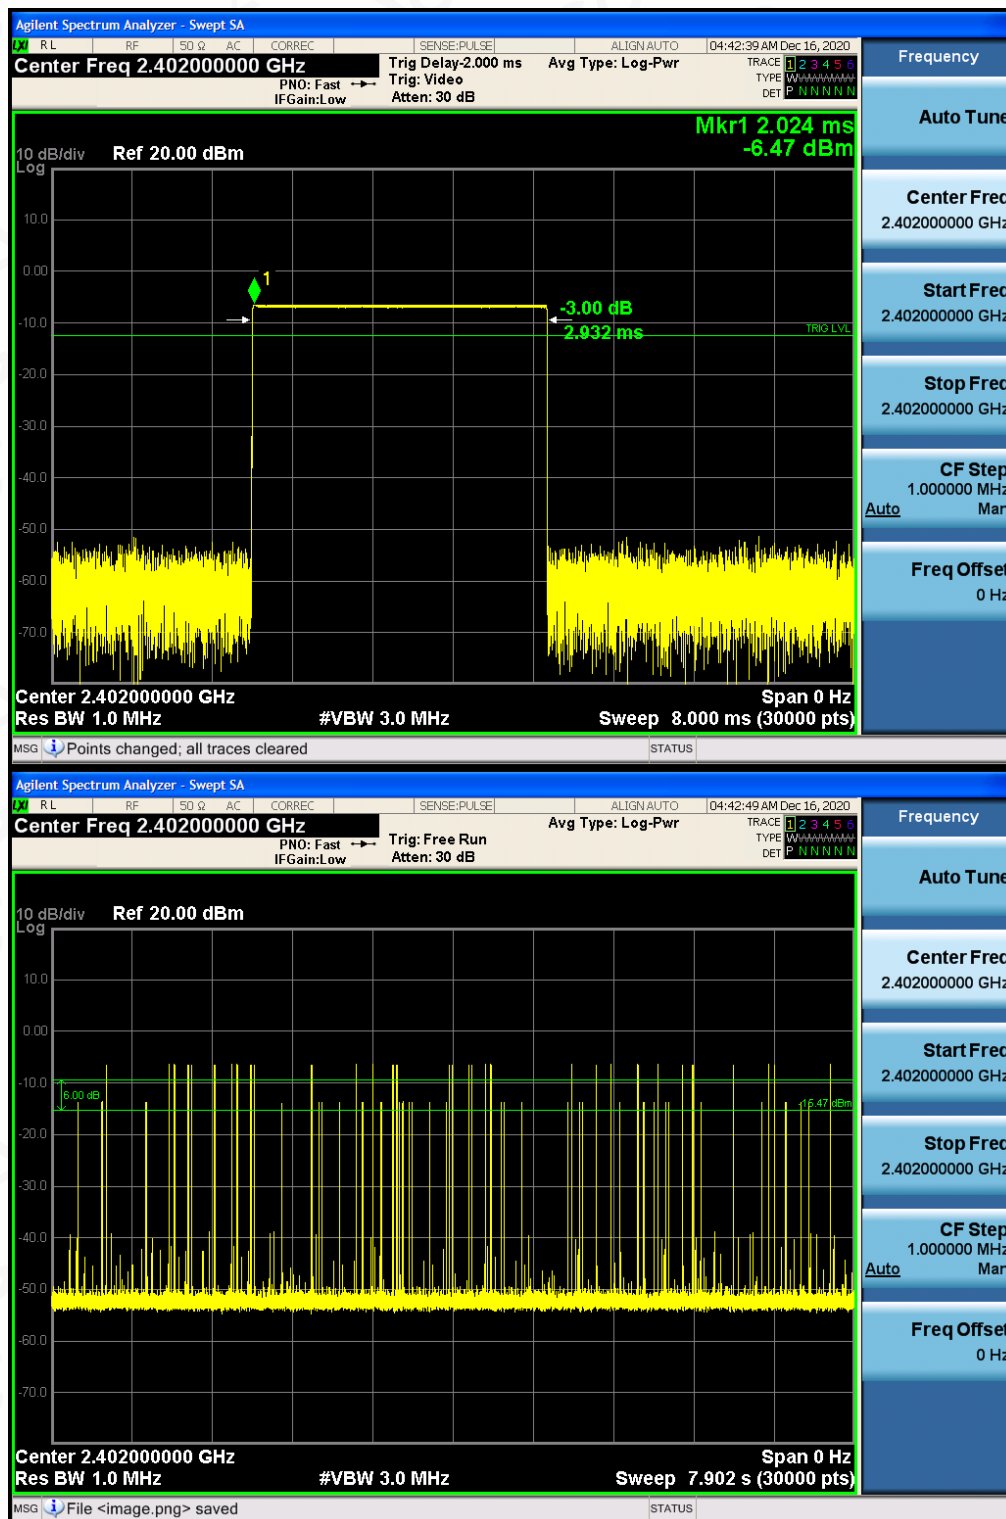 Agilent Spectrum Analyzer - Swept SA
LXI RL RF 50 Ω AC CORREC SENSE:PULSE ALIGN AUTO 04:42:39 AM Dec 16, 2020
Center Freq 2.402000000 GHz
PNO: Fast
IFGain:Low
Trig Delay-2.000 ms
Trig: Video
Atten: 30 dB
Avg Type: Log-Pwr
TRACE 1 2 3 4 5 6
TYPE WWWWWW
DET P N N N N N
Mkr1 2.024 ms
-6.47 dBm
10 dB/div Ref 20.00 dBm
Log
10.0
0.00
1
-3.00 dB
-10.0
2.932 ms
TRIG LVL
-20.0
-30.0
-40.0
-50.0
-60.0
-70.0
Center 2.402000000 GHz Span 0 Hz
Res BW 1.0 MHz #VBW 3.0 MHz Sweep 8.000 ms (30000 pts)
MSG Points changed; all traces cleared STATUS
Frequency
Auto Tune
Center Freq
2.402000000 GHz
Start Freq
2.402000000 GHz
Stop Freq
2.402000000 GHz
CF Step
1.000000 MHz
Auto Man
Freq Offset
0 Hz
Agilent Spectrum Analyzer - Swept SA
LXI RL RF 50 Ω AC CORREC SENSE:PULSE ALIGN AUTO 04:42:49 AM Dec 16, 2020
Center Freq 2.402000000 GHz
PNO: Fast
IFGain:Low
Trig: Free Run
Atten: 30 dB
Avg Type: Log-Pwr
TRACE 1 2 3 4 5 6
TYPE WWWWWW
DET P N N N N N
10 dB/div Ref 20.00 dBm
Log
10.0
0.00
-10.0
6.00 dB
-15.47 dBm
-20.0
-30.0
-40.0
-50.0
-60.0
-70.0
Center 2.402000000 GHz Span 0 Hz
Res BW 1.0 MHz #VBW 3.0 MHz Sweep 7.902 s (30000 pts)
MSG File <image.png> saved STATUS
Frequency
Auto Tune
Center Freq
2.402000000 GHz
Start Freq
2.402000000 GHz
Stop Freq
2.402000000 GHz
CF Step
1.000000 MHz
Auto Man
Freq Offset
0 Hz